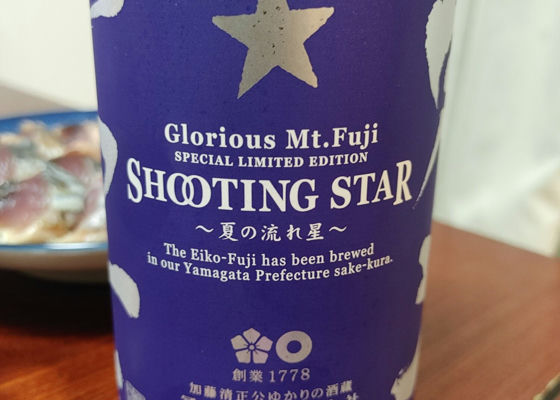 Glorious Mt.Fuji
SPECIAL LIMITED EDITION
SHOOTING STAR
～夏の流れ星～
The Eiko-Fuji has been brewed
in our Yamagata Prefecture sake-kura.
創業1778
加藤清正公ゆかりの酒蔵